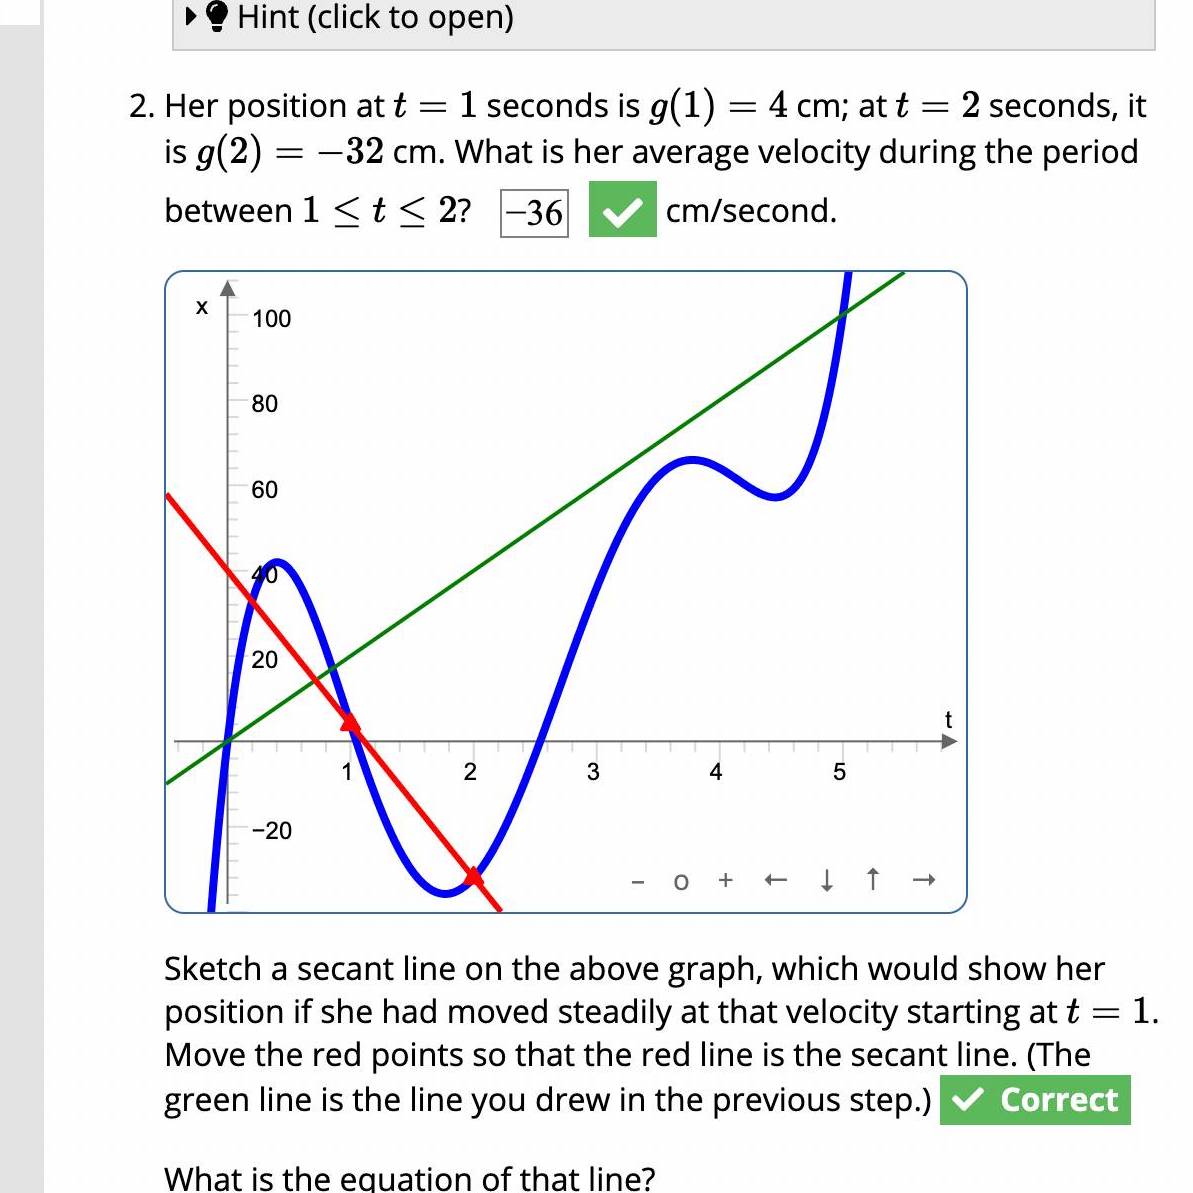 Hint (click to open)
2. Her position at t = 1 seconds is g(1) = 4 cm; at t = 2 seconds, it
is g(2) = −32 cm. What is her average velocity during the period
between 1 ≤ t ≤ 2? −36 cm/second.
x
100
80
60
40
20
t
1 2 3 4 5
−20
− o + ← ↓ ↑ →
Sketch a secant line on the above graph, which would show her
position if she had moved steadily at that velocity starting at t = 1.
Move the red points so that the red line is the secant line. (The
green line is the line you drew in the previous step.) ✓ Correct
What is the equation of that line?